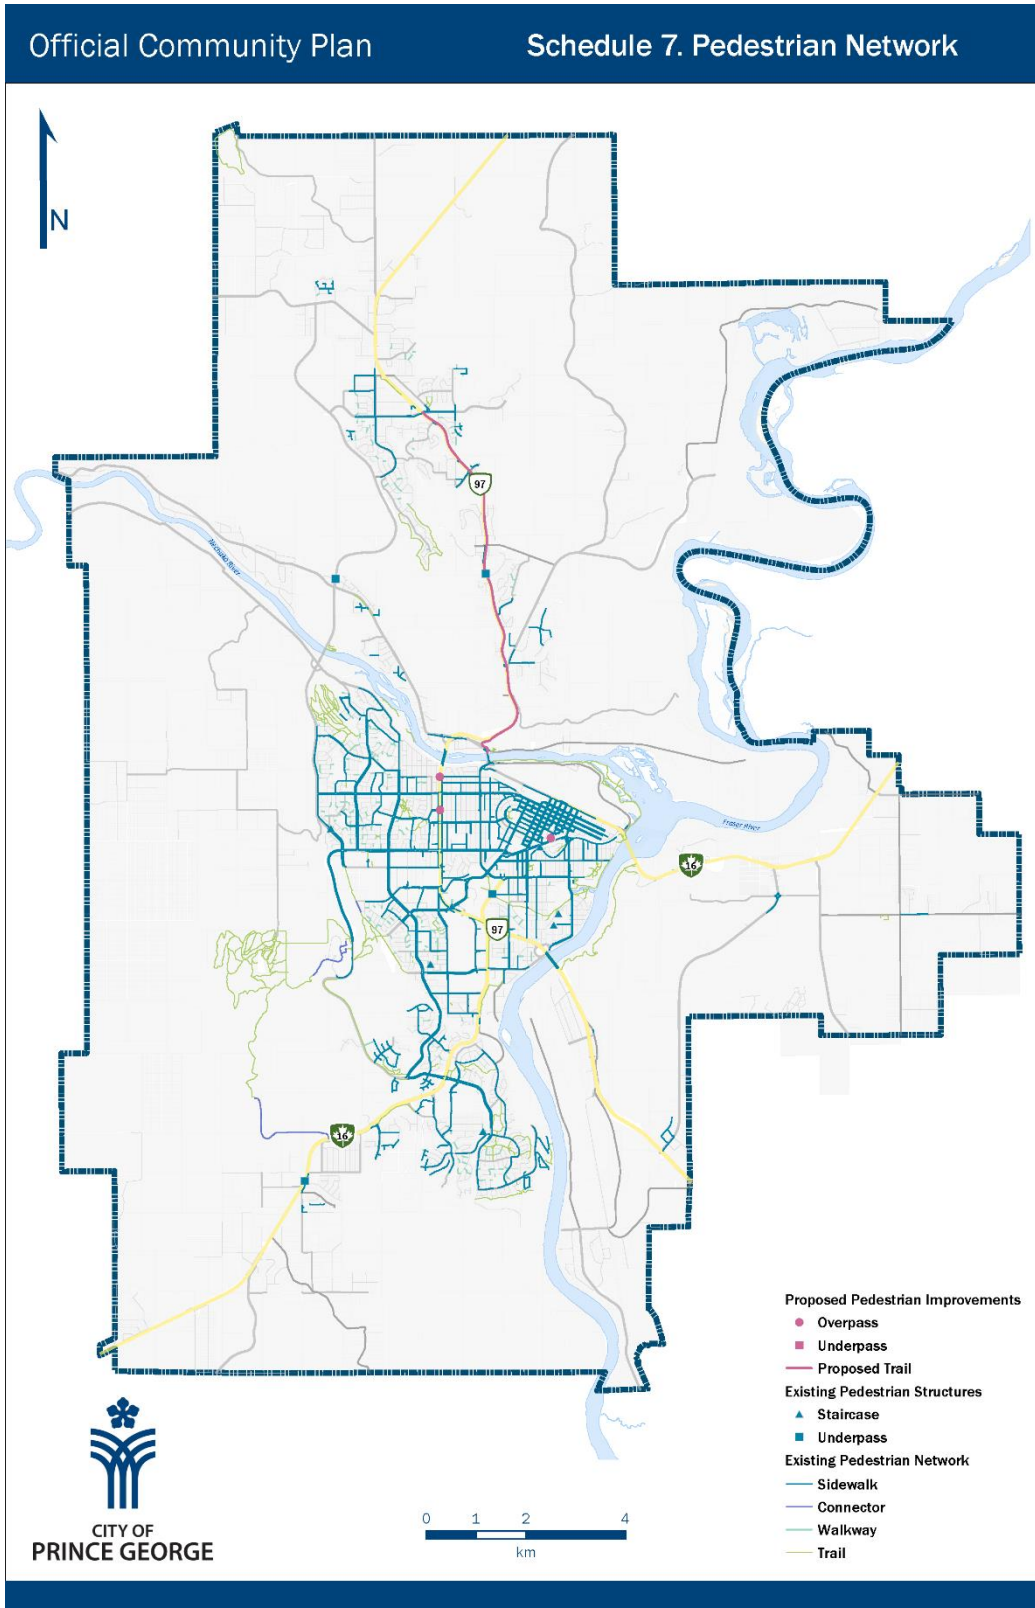 Official Community Plan
Schedule 7. Pedestrian Network
N
97
Nechako River
Fraser River
16
97
16
Proposed Pedestrian Improvements
Overpass
Underpass
Proposed Trail
Existing Pedestrian Structures
Staircase
Underpass
Existing Pedestrian Network
Sidewalk
Connector
Walkway
Trail
CITY OF
PRINCE GEORGE
0 1 2 4
km